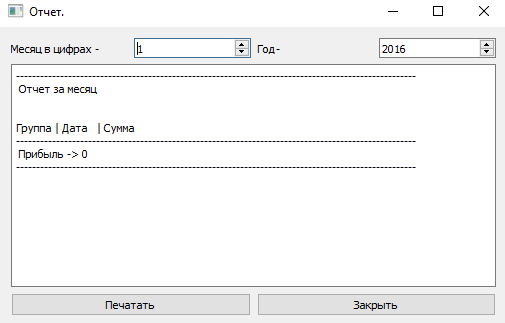 Отчет.
Месяц в цифрах - 1 Год- 2016
--------------------------------------------------------------------------------
Отчет за месяц
Группа | Дата | Сумма
--------------------------------------------------------------------------------
Прибыль -> 0
--------------------------------------------------------------------------------
Печатать Закрыть